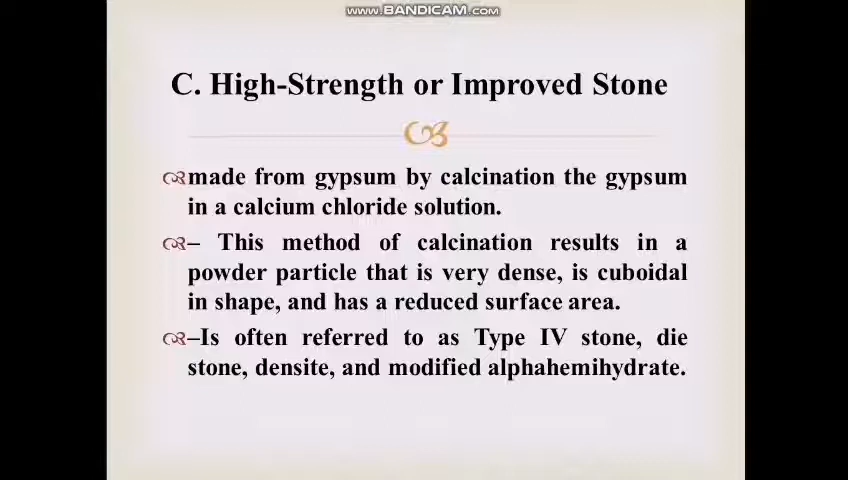 www.BANDICAM.com
C. High-Strength or Improved Stone
made from gypsum by calcination the gypsum
in a calcium chloride solution.
– This method of calcination results in a
powder particle that is very dense, is cuboidal
in shape, and has a reduced surface area.
–Is often referred to as Type IV stone, die
stone, densite, and modified alphahemihydrate.